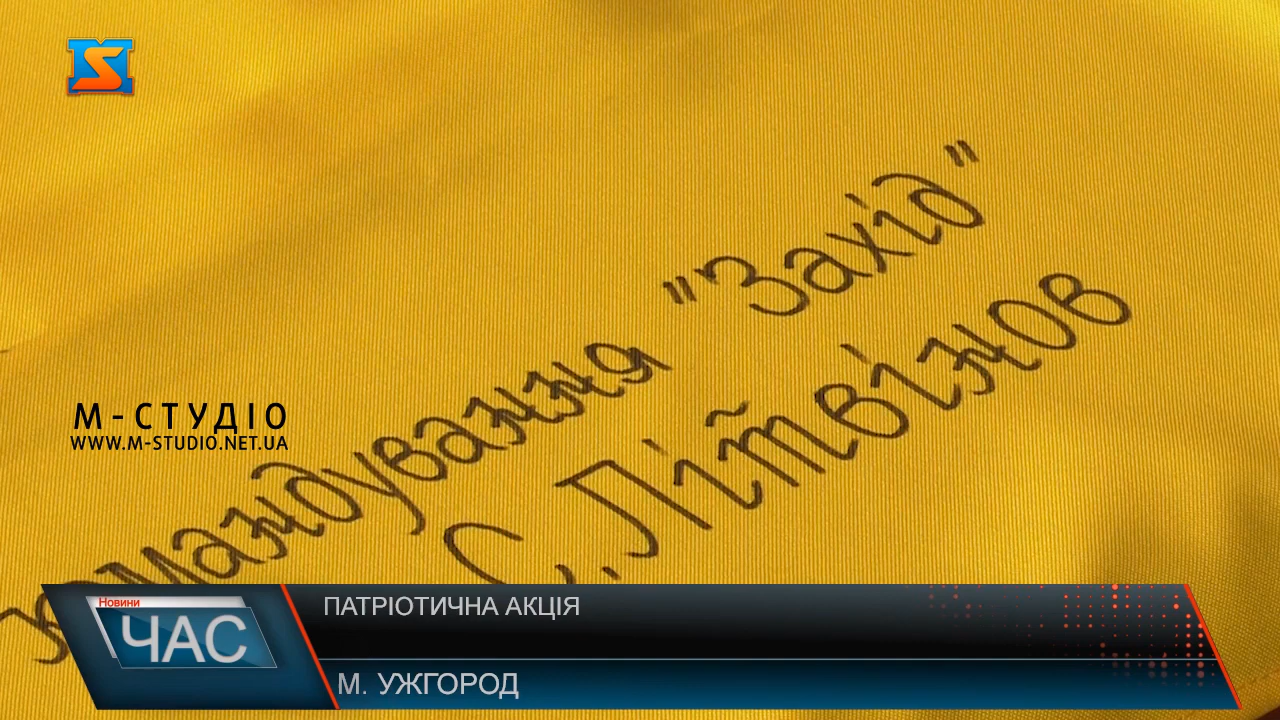 командування "Захід"
С. Літвінов
М-СТУДІО
WWW.M-STUDIO.NET.UA
Новини
ЧАС
ПАТРІОТИЧНА АКЦІЯ
М. УЖГОРОД